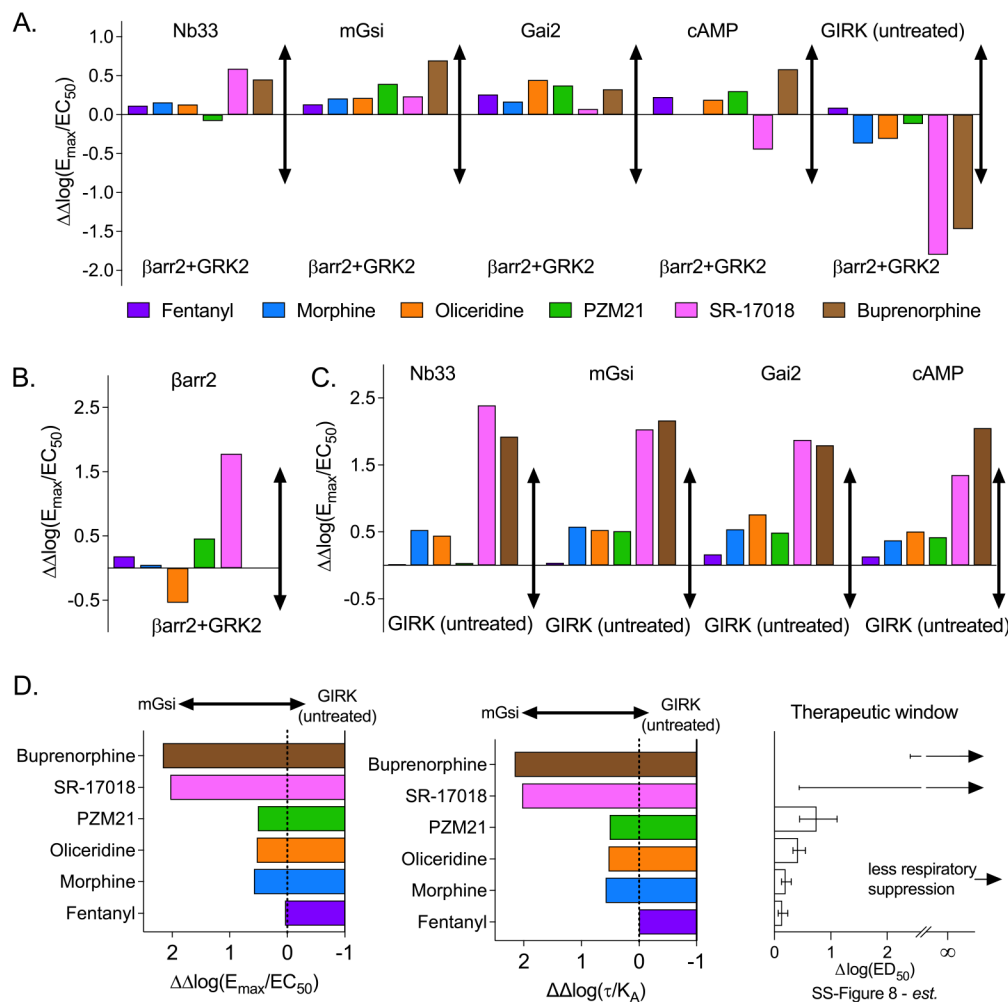 A.
Nb33 mGsi Gai2 cAMP GIRK (untreated)
1.0
0.5
0.0
-0.5
-1.0
-1.5
-2.0
ΔΔlog(Emax/EC50)
βarr2+GRK2 βarr2+GRK2 βarr2+GRK2 βarr2+GRK2 βarr2+GRK2
Fentanyl Morphine Oliceridine PZM21 SR-17018 Buprenorphine
B.
βarr2
2.5
1.5
0.5
-0.5
ΔΔlog(Emax/EC50)
βarr2+GRK2
C.
Nb33 mGsi Gai2 cAMP
2.5
1.5
0.5
-0.5
ΔΔlog(Emax/EC50)
GIRK (untreated) GIRK (untreated) GIRK (untreated) GIRK (untreated)
D.
mGsi GIRK
(untreated)
Buprenorphine
SR-17018
PZM21
Oliceridine
Morphine
Fentanyl
2 1 0 -1
ΔΔlog(Emax/EC50)
mGsi GIRK
(untreated)
Buprenorphine
SR-17018
PZM21
Oliceridine
Morphine
Fentanyl
2 1 0 -1
ΔΔlog(τ/KA)
Therapeutic window
less respiratory
suppression
0 1 2 ∞
Δlog(ED50)
SS-Figure 8 - est.